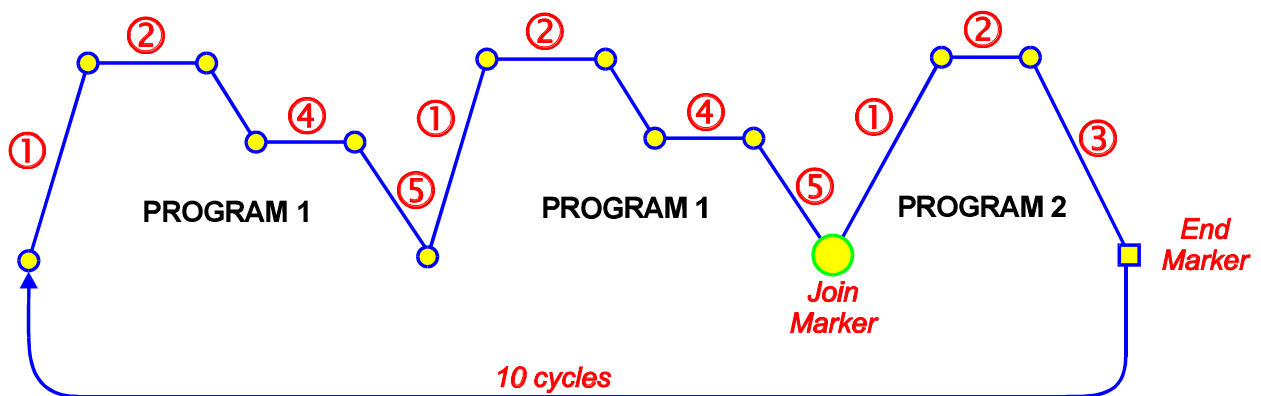 ② ② ②
① ④ ① ④ ① ③
⑤ ⑤
PROGRAM 1 PROGRAM 1 PROGRAM 2
End
Marker
Join
Marker
10 cycles